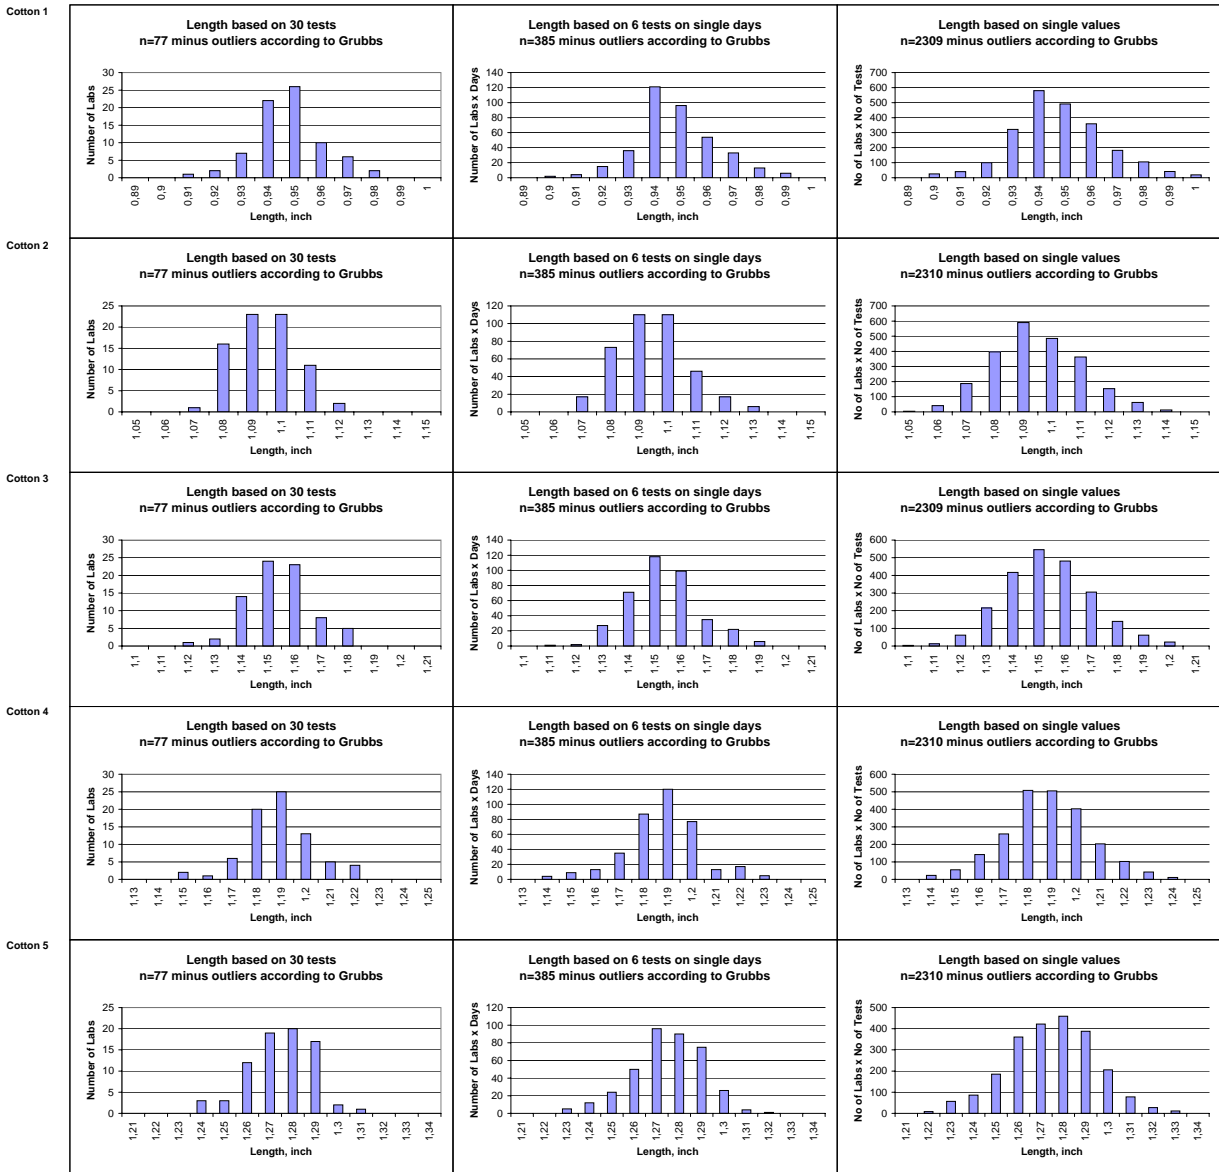 Cotton 1
Length based on 30 tests
n=77 minus outliers according to Grubbs
Number of Labs
30
25
20
15
10
5
0
0,89 0,9 0,91 0,92 0,93 0,94 0,95 0,96 0,97 0,98 0,99 1
Length, inch
Length based on 6 tests on single days
n=385 minus outliers according to Grubbs
Number of Labs x Days
140
120
100
80
60
40
20
0
0,89 0,9 0,91 0,92 0,93 0,94 0,95 0,96 0,97 0,98 0,99 1
Length, inch
Length based on single values
n=2309 minus outliers according to Grubbs
No of Labs x No of Tests
700
600
500
400
300
200
100
0
0,89 0,9 0,91 0,92 0,93 0,94 0,95 0,96 0,97 0,98 0,99 1
Length, inch
Cotton 2
Length based on 30 tests
n=77 minus outliers according to Grubbs
Number of Labs
25
20
15
10
5
0
1,05 1,06 1,07 1,08 1,09 1,1 1,11 1,12 1,13 1,14 1,15
Length, inch
Length based on 6 tests on single days
n=385 minus outliers according to Grubbs
Number of Labs x Days
120
100
80
60
40
20
0
1,05 1,06 1,07 1,08 1,09 1,1 1,11 1,12 1,13 1,14 1,15
Length, inch
Length based on single values
n=2310 minus outliers according to Grubbs
No of Labs x No of Tests
700
600
500
400
300
200
100
0
1,05 1,06 1,07 1,08 1,09 1,1 1,11 1,12 1,13 1,14 1,15
Length, inch
Cotton 3
Length based on 30 tests
n=77 minus outliers according to Grubbs
Number of Labs
30
25
20
15
10
5
0
1,1 1,11 1,12 1,13 1,14 1,15 1,16 1,17 1,18 1,19 1,2 1,21
Length, inch
Length based on 6 tests on single days
n=385 minus outliers according to Grubbs
Number of Labs x Days
140
120
100
80
60
40
20
0
1,1 1,11 1,12 1,13 1,14 1,15 1,16 1,17 1,18 1,19 1,2 1,21
Length, inch
Length based on single values
n=2309 minus outliers according to Grubbs
No of Labs x No of Tests
600
500
400
300
200
100
0
1,1 1,11 1,12 1,13 1,14 1,15 1,16 1,17 1,18 1,19 1,2 1,21
Length, inch
Cotton 4
Length based on 30 tests
n=77 minus outliers according to Grubbs
Number of Labs
30
25
20
15
10
5
0
1,13 1,14 1,15 1,16 1,17 1,18 1,19 1,2 1,21 1,22 1,23 1,24 1,25
Length, inch
Length based on 6 tests on single days
n=385 minus outliers according to Grubbs
Number of Labs x Days
140
120
100
80
60
40
20
0
1,13 1,14 1,15 1,16 1,17 1,18 1,19 1,2 1,21 1,22 1,23 1,24 1,25
Length, inch
Length based on single values
n=2310 minus outliers according to Grubbs
No of Labs x No of Tests
600
500
400
300
200
100
0
1,13 1,14 1,15 1,16 1,17 1,18 1,19 1,2 1,21 1,22 1,23 1,24 1,25
Length, inch
Cotton 5
Length based on 30 tests
n=77 minus outliers according to Grubbs
Number of Labs
25
20
15
10
5
0
1,21 1,22 1,23 1,24 1,25 1,26 1,27 1,28 1,29 1,3 1,31 1,32 1,33 1,34
Length, inch
Length based on 6 tests on single days
n=385 minus outliers according to Grubbs
Number of Labs x Days
120
100
80
60
40
20
0
1,21 1,22 1,23 1,24 1,25 1,26 1,27 1,28 1,29 1,3 1,31 1,32 1,33 1,34
Length, inch
Length based on single values
n=2310 minus outliers according to Grubbs
No of Labs x No of Tests
500
400
300
200
100
0
1,21 1,22 1,23 1,24 1,25 1,26 1,27 1,28 1,29 1,3 1,31 1,32 1,33 1,34
Length, inch